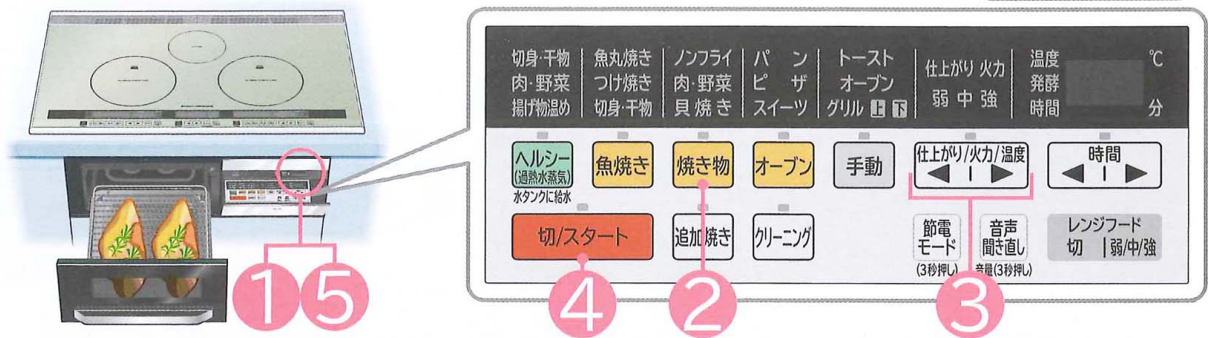 切身·干物 魚丸焼き ノンフライ パン トースト 仕上がり 火力 温度 ℃
肉·野菜 つけ焼き 肉·野菜 ピザ オーブン 弱 中 強 発酵
揚げ物温め 切身·干物 貝焼き スイーツ グリル 上 下 時間 分
ヘルシー
(過熱水蒸気)
水タンクに給水
魚焼き
焼き物
オーブン
手動
仕上がり/火力/温度
◀ I ▶
時間
◀ I ▶
切/スタート
追加焼き
クリーニング
節電
モード
(3秒押し)
音声
聞き直し
音量(3秒押し)
レンジフード
切 |弱/中/強
1 5
4
2
3